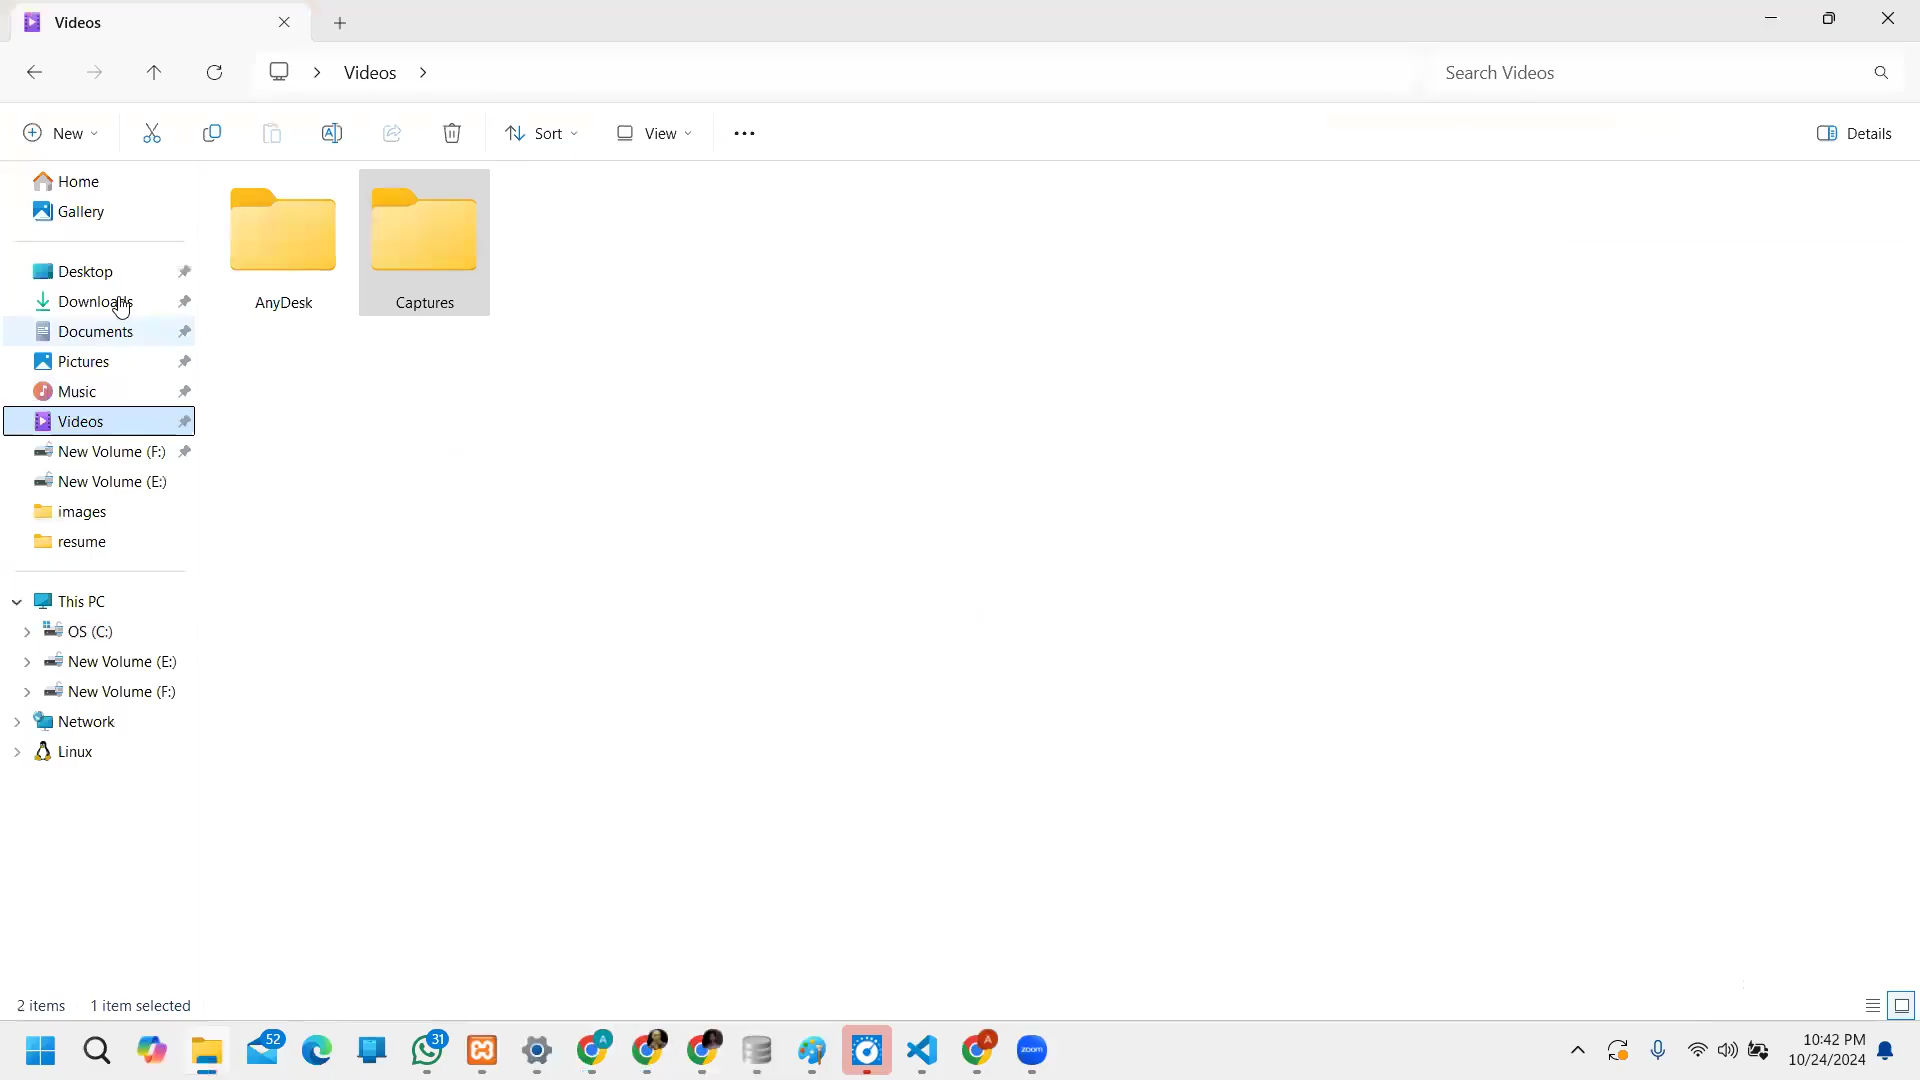 Videos
Videos
Search Videos
New
Sort
View
Details
Home
Gallery
Desktop
Downloads
Documents
Pictures
Music
Videos
New Volume (F:)
New Volume (E:)
images
resume
This PC
OS (C:)
New Volume (E:)
New Volume (F:)
Network
Linux
AnyDesk
Captures
2 items
1 item selected
52
31
A
A
zoom
10:42 PM
10/24/2024